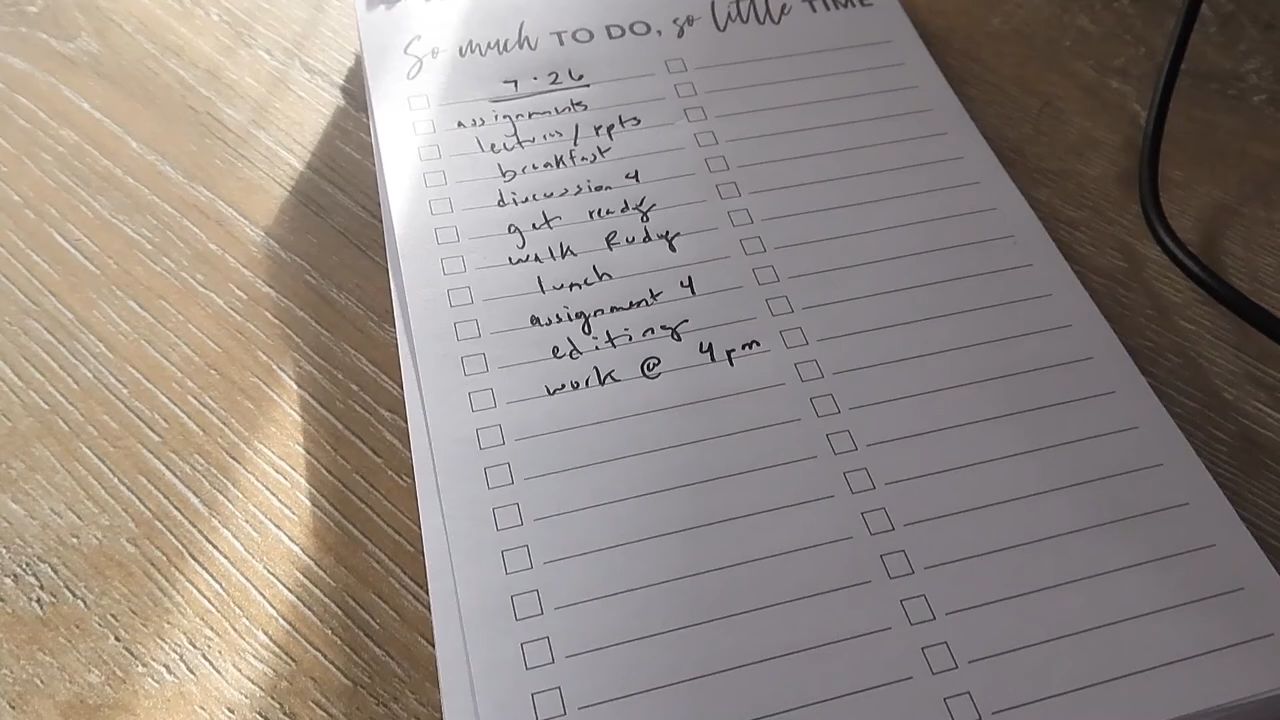 So much TO DO, so little TIME
7.26
assignments
lectures/rpts
breakfast
discussion 4
get ready
walk Rudy
lunch
assignment 4
editing
work @ 4pm